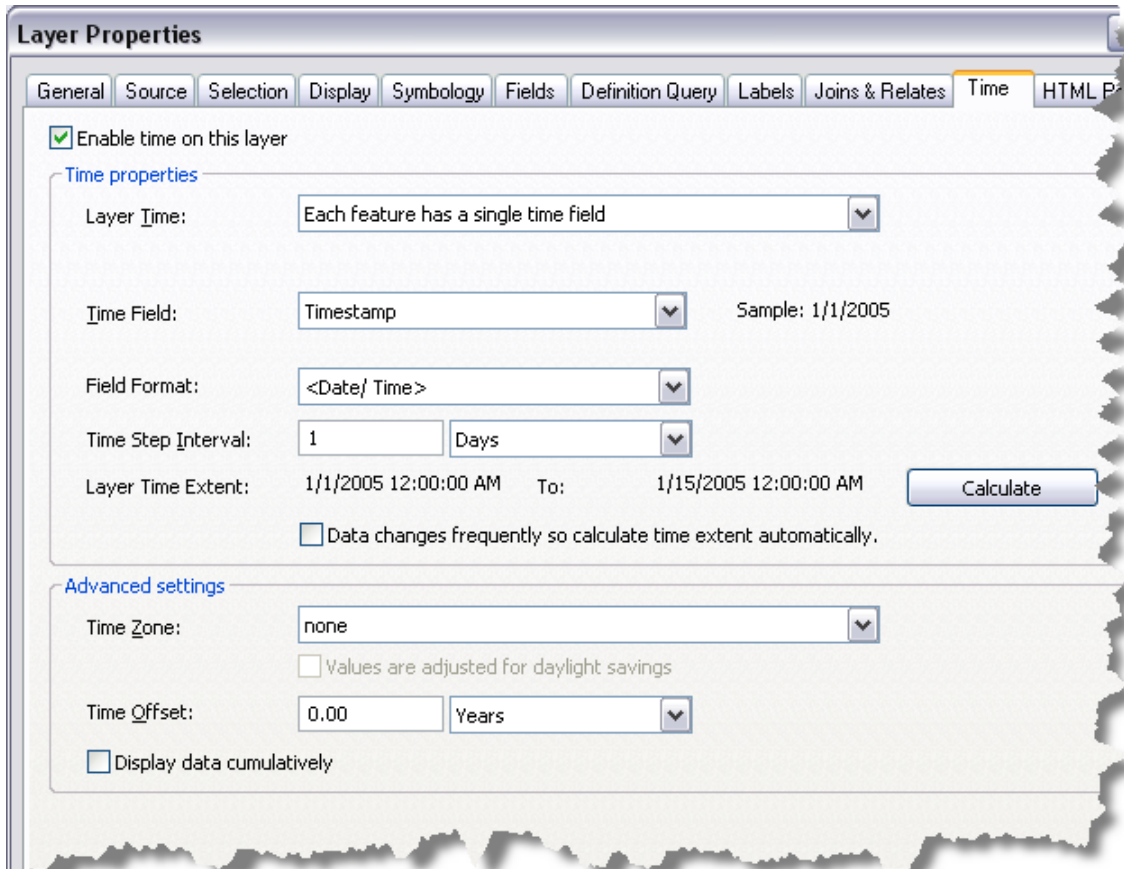 Layer Properties
General Source Selection Display Symbology Fields Definition Query Labels Joins & Relates Time HTML
Enable time on this layer
Time properties
Layer Time: Each feature has a single time field
Time Field: Timestamp Sample: 1/1/2005
Field Format: <Date/ Time>
Time Step Interval: 1 Days
Layer Time Extent: 1/1/2005 12:00:00 AM To: 1/15/2005 12:00:00 AM Calculate
Data changes frequently so calculate time extent automatically.
Advanced settings
Time Zone: none
Values are adjusted for daylight savings
Time Offset: 0.00 Years
Display data cumulatively